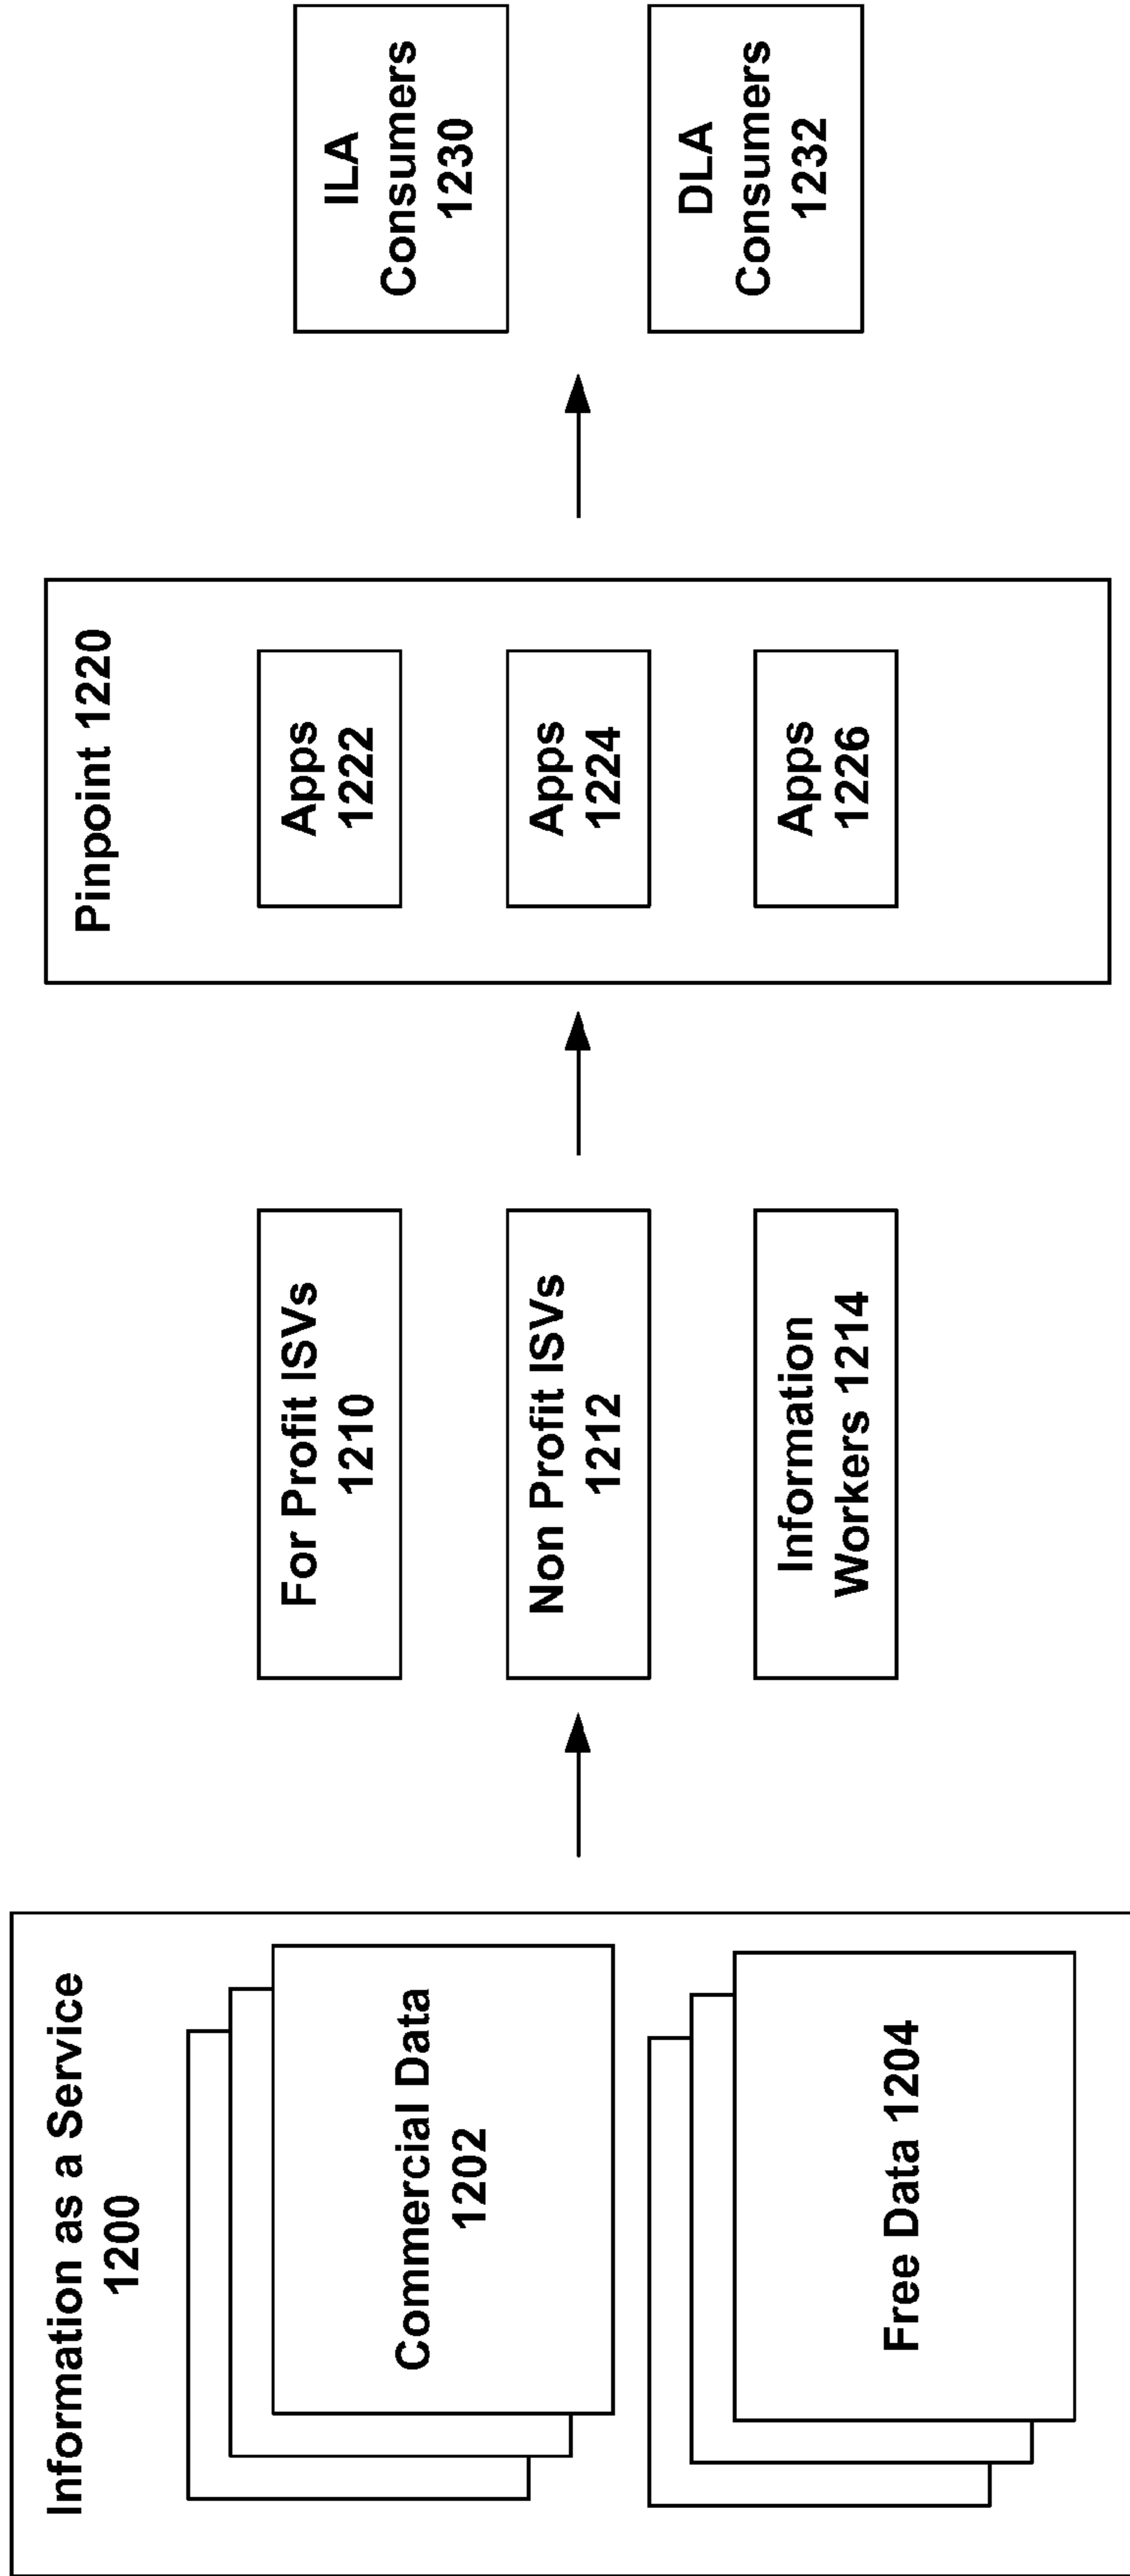 Information as a Service
1200
Commercial Data
1202
Free Data 1204
For Profit ISVs
1210
Non Profit ISVs
1212
Information
Workers 1214
Pinpoint 1220
Apps
1222
Apps
1224
Apps
1226
ILA
Consumers
1230
DLA
Consumers
1232